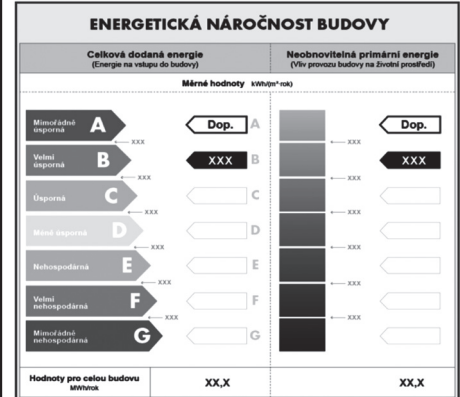 ENERGETICKÁ NÁROČNOST BUDOVY
Celková dodaná energie
(Energie na vstupu do budovy)
Neobnovitelná primární energie
(Vliv provozu budovy na životní prostředí)
Měrné hodnoty kWh/(m²·rok)
Mimořádně
úsporná A
Dop. A
Dop.
XXX
XXX
Velmi
úsporná B
XXX B
XXX
XXX
XXX
Úsporná C
C
XXX
XXX
Méně úsporná D
D
XXX
XXX
Nehospodárná E
E
XXX
XXX
Velmi
nehospodárná F
F
XXX
XXX
Mimořádně
nehospodárná G
G
Hodnoty pro celou budovu
MWh/rok
XX,X
XX,X